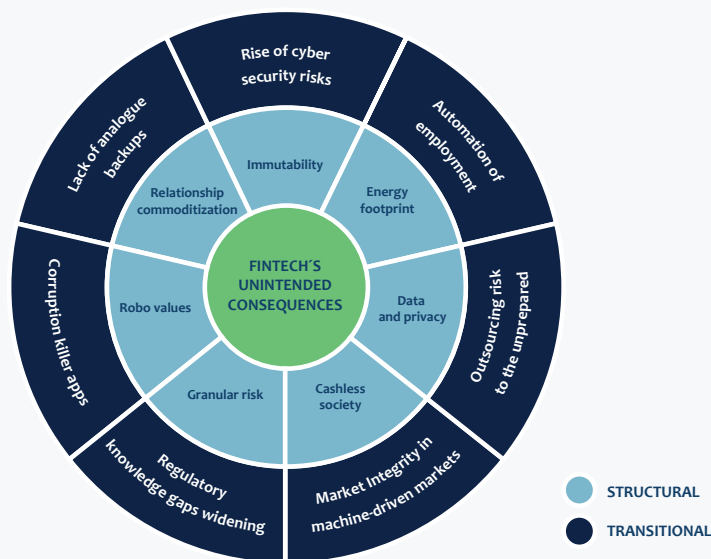 Rise of cyber
security risks
Automation of
employment
Outsourcing risk
to the unprepared
Market Integrity in
machine-driven markets
Regulatory
knowledge gaps widening
Corruption killer apps
Lack of analogue
backups
Immutability
Energy
footprint
Data
and privacy
Cashless
society
Granular risk
Robo values
Relationship
commoditization
FINTECH´S
UNINTENDED
CONSEQUENCES
STRUCTURAL
TRANSITIONAL